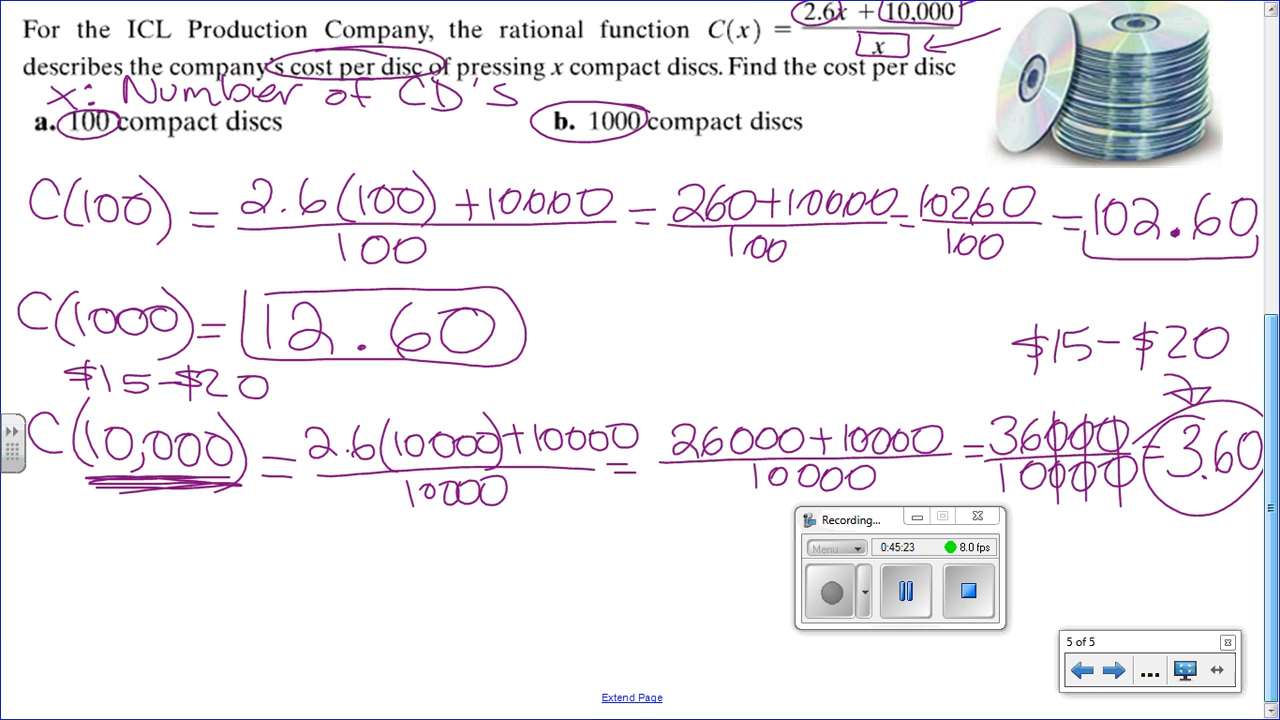 For the ICL Production Company, the rational function C(x) = 2.6x + 10,000 / x
describes the company's cost per disc of pressing x compact discs. Find the cost per disc
x: Number of CD's
a. 100 compact discs b. 1000 compact discs
C(100) = 2.6(100) + 10000 / 100 = 260 + 10000 / 100 = 10260 / 100 = 102.60
C(1000) = 12.60
$15 - $20
$15 - $20
C(10,000) = 2.6(10000) + 10000 / 10000 = 26000 + 10000 / 10000 = 36000 / 10000 = 3.60
Recording...
Menu 0:45:23 8.0 fps
5 of 5
...
Extend Page